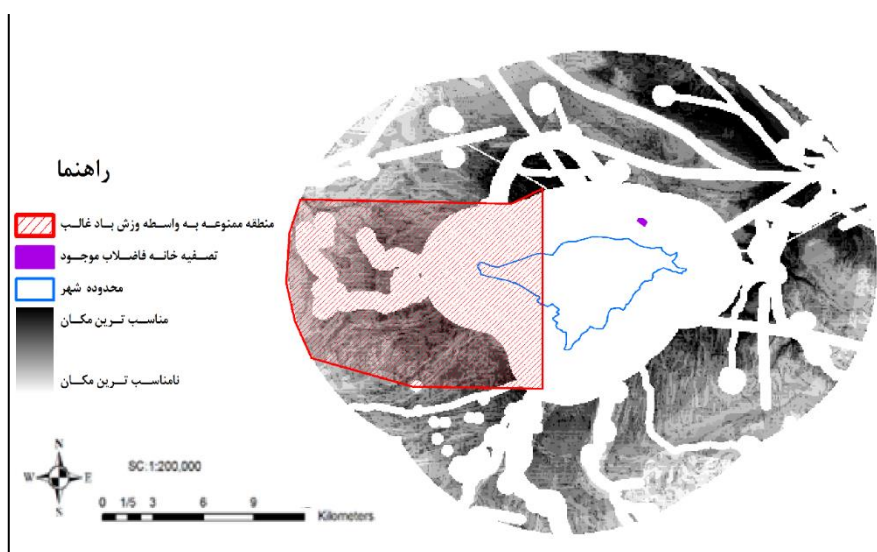 راهنما
منطقه ممنوعه به واسطه وزش باد غالب
تصفیه خانه فاضلاب موجود
محدوده شهر
مناسب ترین مکان
نامناسب ترین مکان
N
W E
S
SC:1:200,000
0 1/5 3 6 9
Kilometers